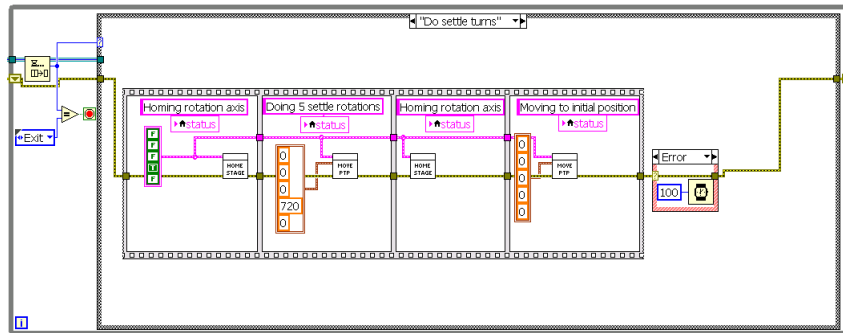 "Do settle turns"
Homing rotation axis
Doing 5 settle rotations
Homing rotation axis
Moving to initial position
status
status
status
status
Exit
=
F
F
F
T
F
HOME
STAGE
0
0
0
720
0
MOVE
PTP
HOME
STAGE
0
0
0
0
0
MOVE
PTP
Error
100
?
i